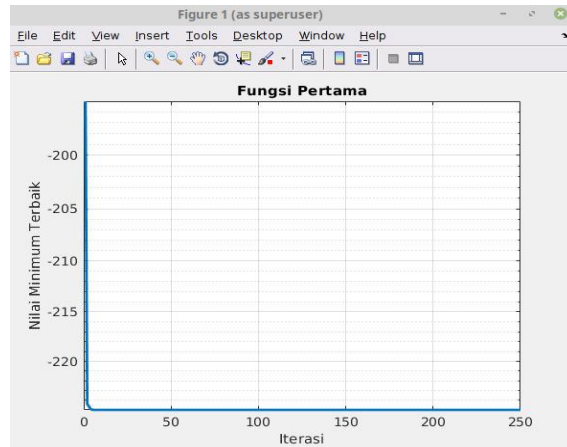 Figure 1 (as superuser)
File Edit View Insert Tools Desktop Window Help
Fungsi Pertama
-200
-205
-210
-215
-220
Nilai Minimum Terbaik
0 50 100 150 200 250
Iterasi